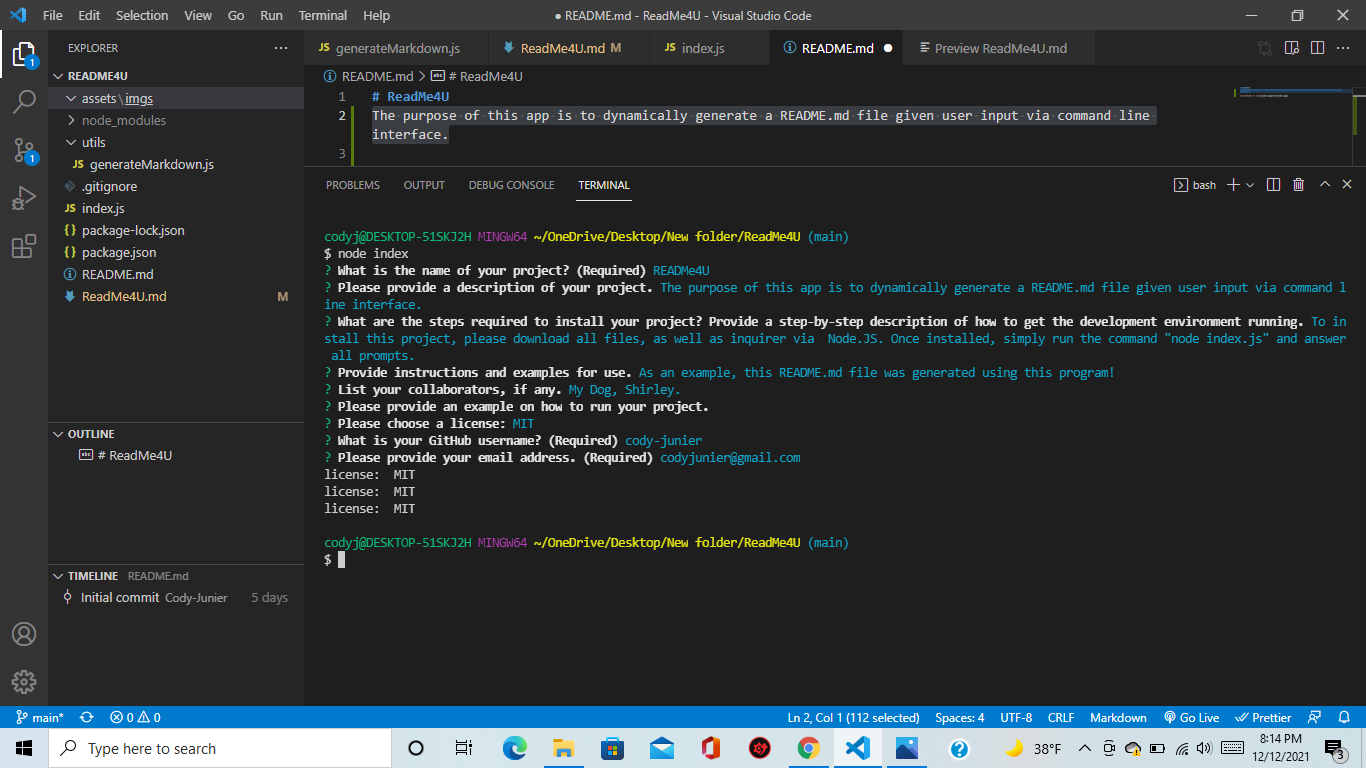 File Edit Selection View Go Run Terminal Help ● README.md - ReadMe4U - Visual Studio Code
EXPLORER
JS generateMarkdown.js ReadMe4U.md M JS index.js README.md ● Preview ReadMe4U.md
README4U
README.md > # ReadMe4U
assets\imgs
node_modules
utils
JS generateMarkdown.js
.gitignore
JS index.js
{} package-lock.json
{} package.json
README.md
ReadMe4U.md M
1 # ReadMe4U
2 The purpose of this app is to dynamically generate a README.md file given user input via command line
interface.
3
PROBLEMS OUTPUT DEBUG CONSOLE TERMINAL bash
codyj@DESKTOP-51SKJ2H MINGW64 ~/OneDrive/Desktop/New folder/ReadMe4U (main)
$ node index
? What is the name of your project? (Required) READMe4U
? Please provide a description of your project. The purpose of this app is to dynamically generate a README.md file given user input via command l
ine interface.
? What are the steps required to install your project? Provide a step-by-step description of how to get the development environment running. To in
stall this project, please download all files, as well as inquirer via  Node.JS. Once installed, simply run the command "node index.js" and answer
 all prompts.
? Provide instructions and examples for use. As an example, this README.md file was generated using this program!
? List your collaborators, if any. My Dog, Shirley.
? Please provide an example on how to run your project.
? Please choose a license: MIT
? What is your GitHub username? (Required) cody-junier
? Please provide your email address. (Required) codyjunier@gmail.com
license:  MIT
license:  MIT
license:  MIT
codyj@DESKTOP-51SKJ2H MINGW64 ~/OneDrive/Desktop/New folder/ReadMe4U (main)
$
OUTLINE
# ReadMe4U
TIMELINE README.md
Initial commit Cody-Junier 5 days
1
1
main* 0 0 Ln 2, Col 1 (112 selected) Spaces: 4 UTF-8 CRLF Markdown Go Live Prettier
Type here to search 38°F 8:14 PM
12/12/2021
3